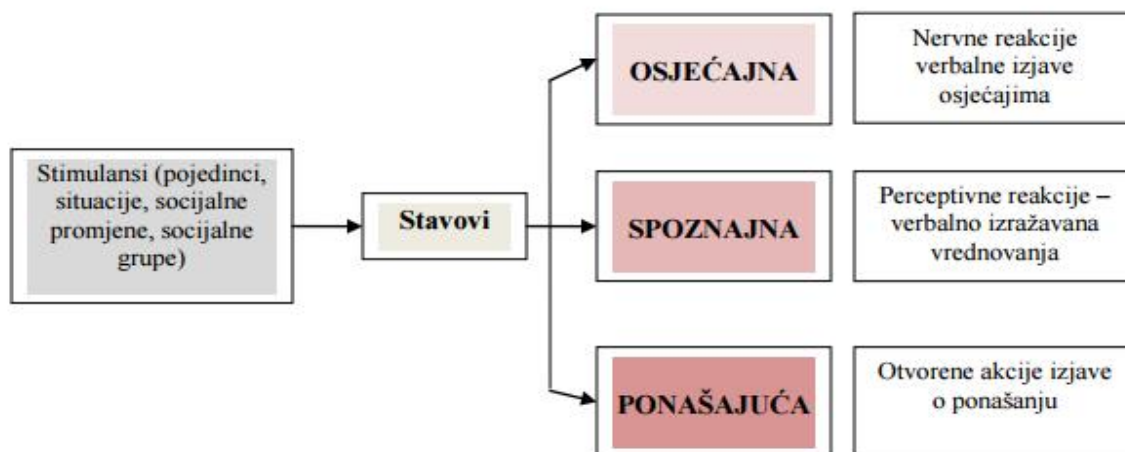 Stimulansi (pojedinci,
situacije, socijalne
promjene, socijalne
grupe)
Stavovi
OSJEĆAJNA
Nervne reakcije
verbalne izjave
osjećajima
SPOZNAJNA
Perceptivne reakcije –
verbalno izražavana
vrednovanja
PONAŠAJUĆA
Otvorene akcije izjave
o ponašanju